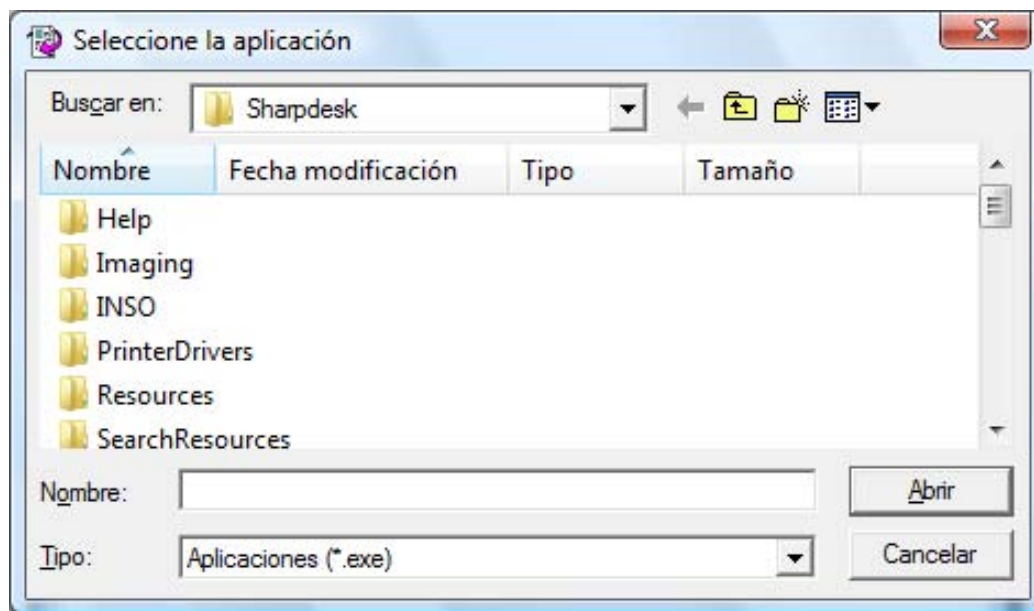 Seleccione la aplicación
Buscar en: Sharpdesk
Nombre Fecha modificación Tipo Tamaño
Help
Imaging
INSO
PrinterDrivers
Resources
SearchResources
Nombre: Abrir
Tipo: Aplicaciones (*.exe) Cancelar